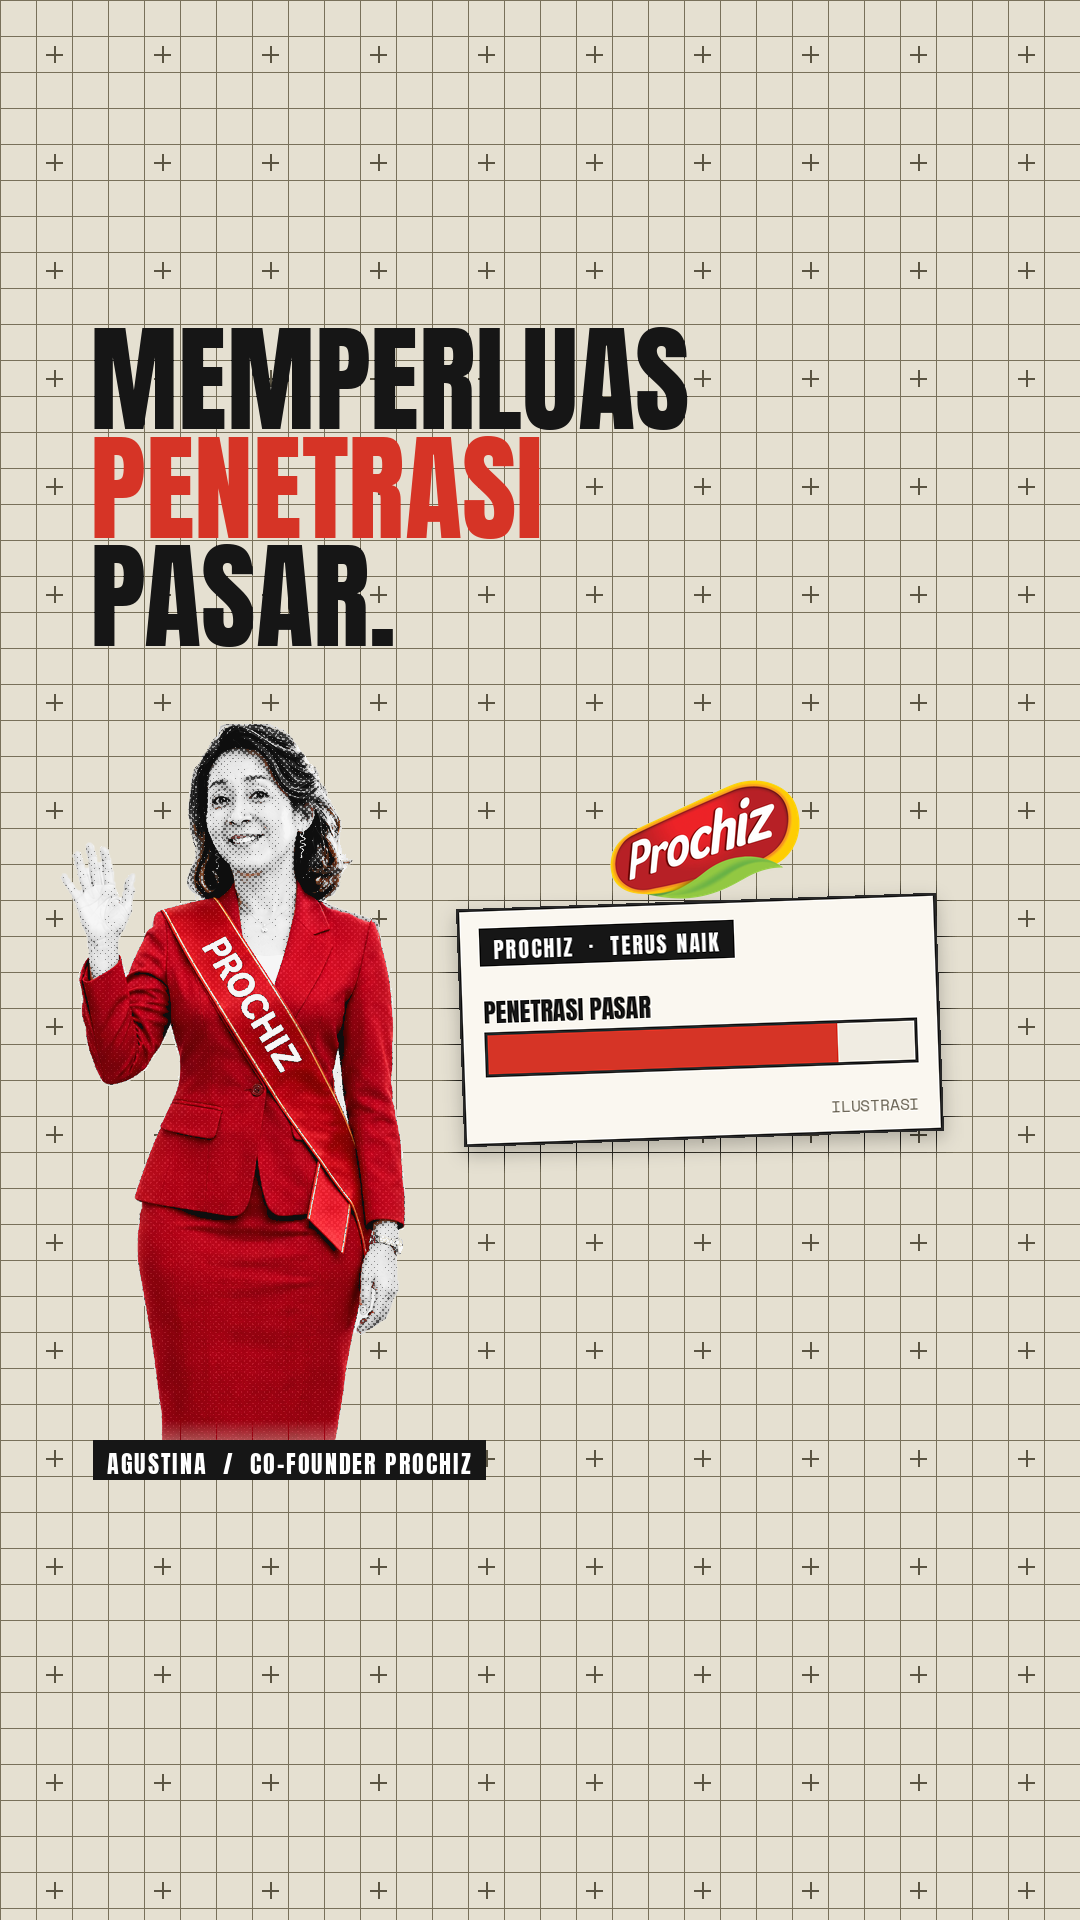 MEMPERLUAS
PENETRASI
PASAR.
Prochiz
PROCHIZ · TERUS NAIK
PENETRASI PASAR
ILUSTRASI
PROCHIZ
AGUSTINA / CO-FOUNDER PROCHIZ